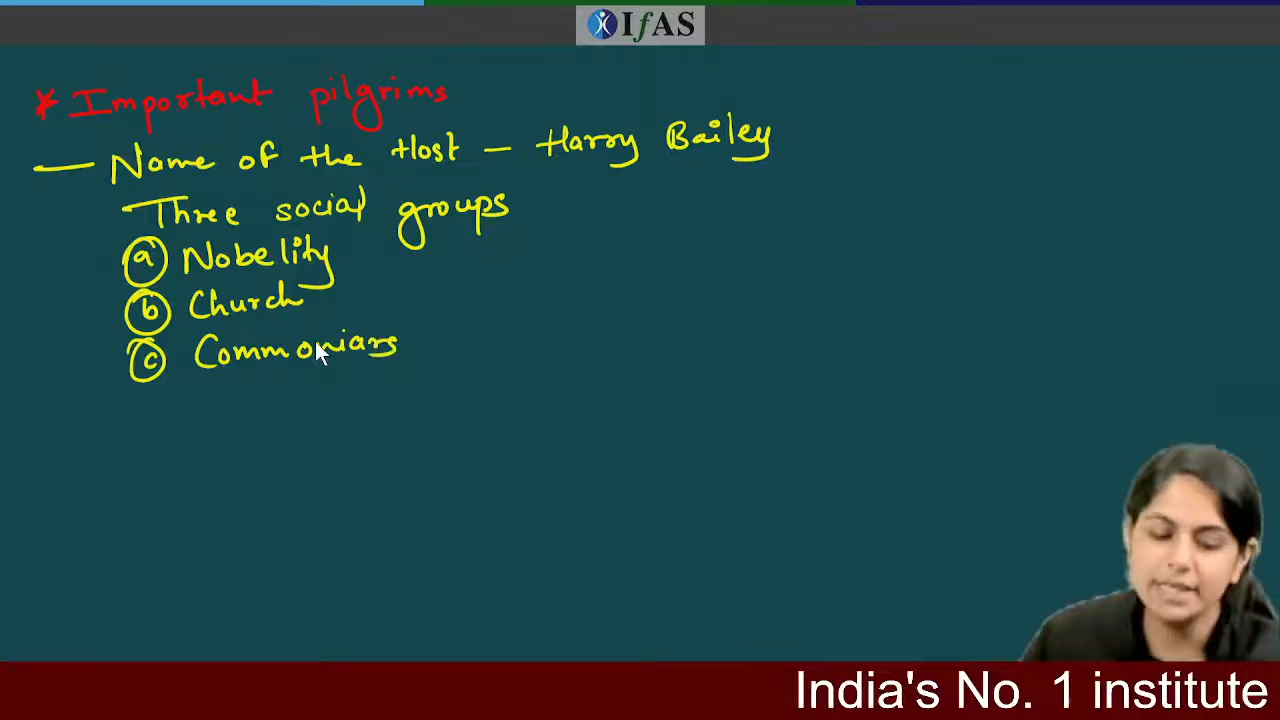 IfAS
* Important pilgrims
— Name of the Host - Harry Bailey
Three social groups
(a) Nobelity
(b) Church
(c) Commoniars
India's No. 1 institute